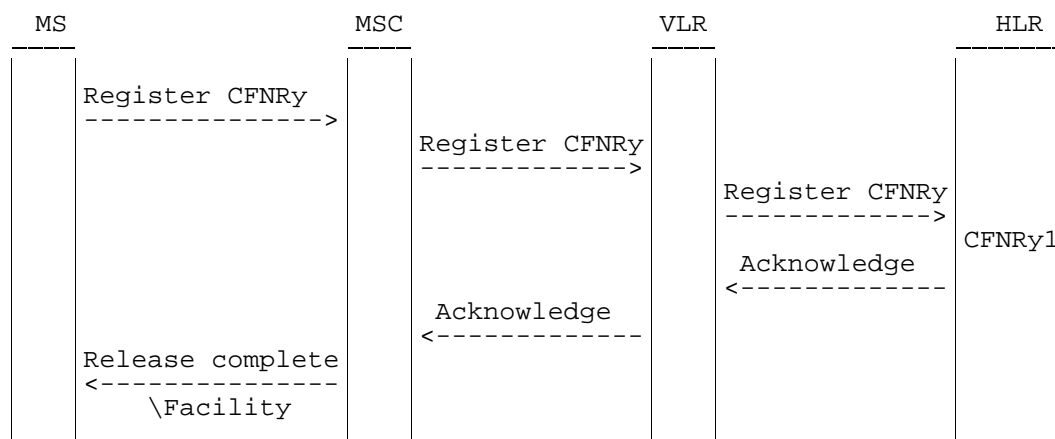 MS MSC VLR HLR
Register CFNRy
--------------->
Register CFNRy
------------->
Register CFNRy
------------->
CFNRy1
Acknowledge
<-------------
Acknowledge
<--------------
Release complete
<---------------
\Facility